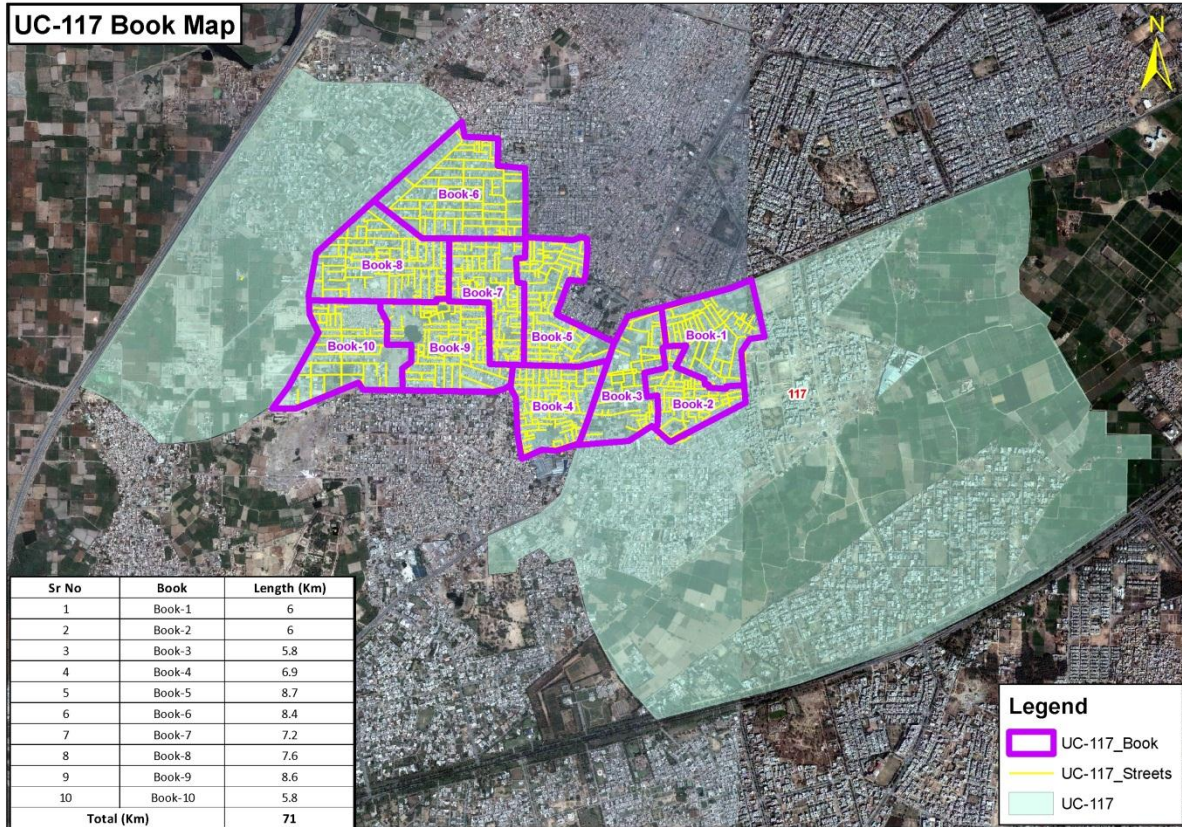 UC-117 Book Map
N
Book-6
Book-8
Book-7
Book-1
Book-5
Book-10
Book-9
Book-3
117
Book-4
Book-2
Sr No Book Length (Km)
1 Book-1 6
2 Book-2 6
3 Book-3 5.8
4 Book-4 6.9
5 Book-5 8.7
6 Book-6 8.4
7 Book-7 7.2
8 Book-8 7.6
9 Book-9 8.6
10 Book-10 5.8
Total (Km) 71
Legend
UC-117_Book
UC-117_Streets
UC-117